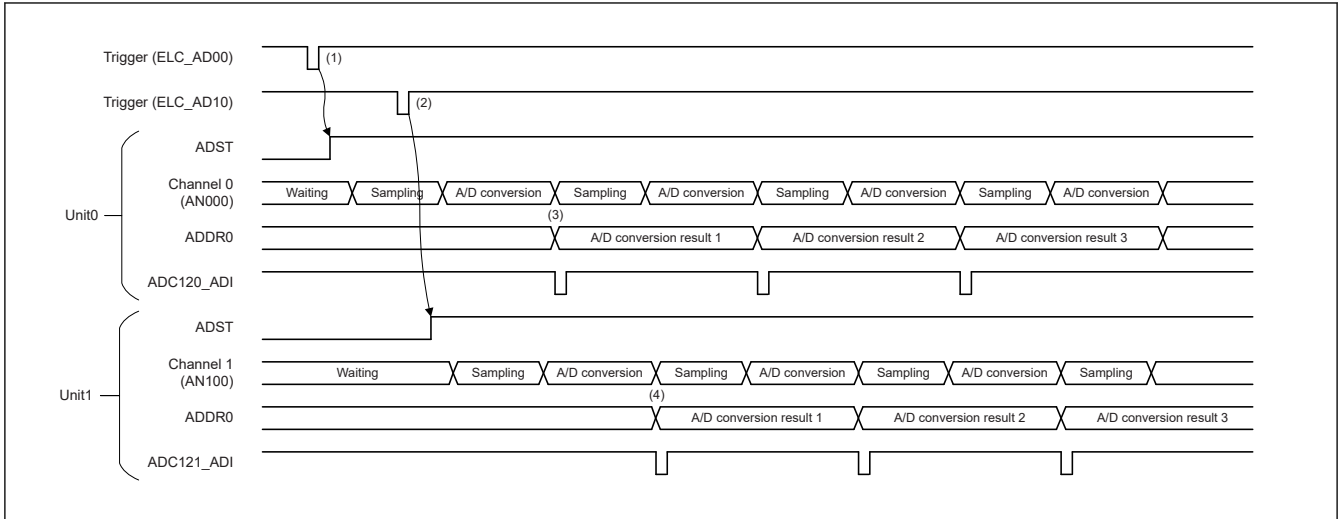 Trigger (ELC_AD00)
(1)
Trigger (ELC_AD10)
(2)
Unit0
ADST
Channel 0
(AN000)
Waiting Sampling A/D conversion Sampling A/D conversion Sampling A/D conversion Sampling A/D conversion
(3)
ADDR0
A/D conversion result 1 A/D conversion result 2 A/D conversion result 3
ADC120_ADI
Unit1
ADST
Channel 1
(AN100)
Waiting Sampling A/D conversion Sampling A/D conversion Sampling A/D conversion Sampling
(4)
ADDR0
A/D conversion result 1 A/D conversion result 2 A/D conversion result 3
ADC121_ADI